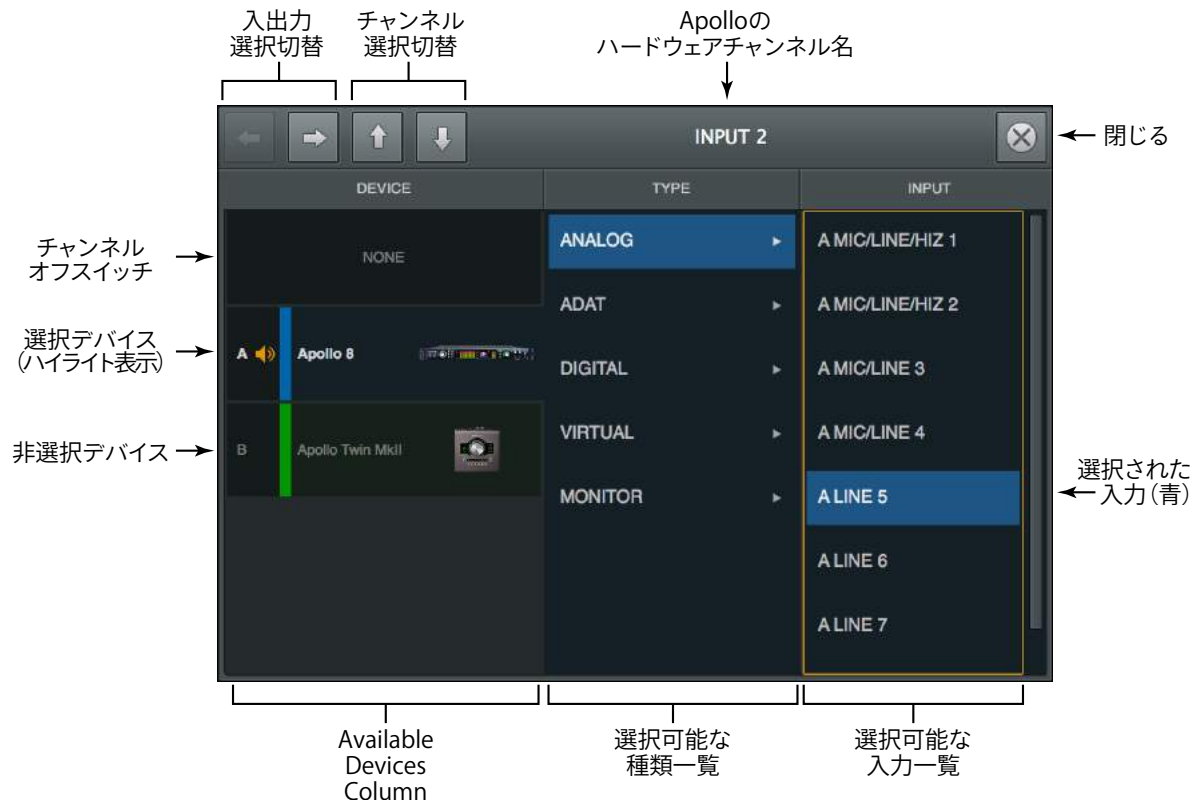 入出力
選択切替
チャンネル
選択切替
Apolloの
ハードウェアチャンネル名
INPUT 2
閉じる
DEVICE
TYPE
INPUT
チャンネル
オフスイッチ
NONE
ANALOG
A MIC/LINE/HIZ 1
ADAT
A MIC/LINE/HIZ 2
選択デバイス
(ハイライト表示)
A
Apollo 8
DIGITAL
A MIC/LINE 3
非選択デバイス
B
Apollo Twin MkII
VIRTUAL
A MIC/LINE 4
MONITOR
A LINE 5
選択された
入力(青)
A LINE 6
A LINE 7
Available
Devices
Column
選択可能な
種類一覧
選択可能な
入力一覧